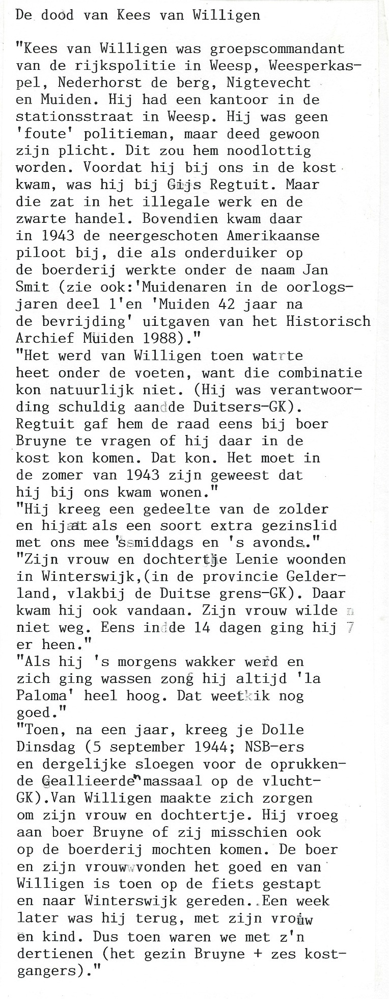 De dood van Kees van Willigen
"Kees van Willigen was groepscommandant
van de rijkspolitie in Weesp, Weesperkas-
pel, Nederhorst de berg, Nigtevecht
en Muiden. Hij had een kantoor in de
stationsstraat in Weesp. Hij was geen
'foute' politieman, maar deed gewoon
zijn plicht. Dit zou hem noodlottig
worden. Voordat hij bij ons in de kost
kwam, was hij bij Gijs Regtuit. Maar
die zat in het illegale werk en de
zwarte handel. Bovendien kwam daar
in 1943 de neergeschoten Amerikaanse
piloot bij, die als onderduiker op
de boerderij werkte onder de naam Jan
Smit (zie ook:'Muidenaren in de oorlogs-
jaren deel 1'en 'Muiden 42 jaar na
de bevrijding' uitgaven van het Historisch
Archief Muiden 1988)."
"Het werd van Willigen toen wat te
heet onder de voeten, want die combinatie
kon natuurlijk niet. (Hij was verantwoor-
ding schuldig aan de Duitsers-GK).
Regtuit gaf hem de raad eens bij boer
Bruyne te vragen of hij daar in de
kost kon komen. Dat kon. Het moet in
de zomer van 1943 zijn geweest dat
hij bij ons kwam wonen."
"Hij kreeg een gedeelte van de zolder
en hij at als een soort extra gezinslid
met ons mee 's middags en 's avonds."
"Zijn vrouw en dochtertje Lenie woonden
in Winterswijk,(in de provincie Gelder-
land, vlakbij de Duitse grens-GK). Daar
kwam hij ook vandaan. Zijn vrouw wilde
niet weg. Eens in de 14 dagen ging hij
er heen."
"Als hij 's morgens wakker werd en
zich ging wassen zong hij altijd 'la
Paloma' heel hoog. Dat weet ik nog
goed."
"Toen, na een jaar, kreeg je Dolle
Dinsdag (5 september 1944; NSB-ers
en dergelijke sloegen voor de oprukken-
de Geallieerden massaal op de vlucht-
GK).Van Willigen maakte zich zorgen
om zijn vrouw en dochtertje. Hij vroeg
aan boer Bruyne of zij misschien ook
op de boerderij mochten komen. De boer
en zijn vrouw vonden het goed en van
Willigen is toen op de fiets gestapt
en naar Winterswijk gereden. Een week
later was hij terug, met zijn vrouw
en kind. Dus toen waren we met z'n
dertienen (het gezin Bruyne + zes kost-
gangers)."